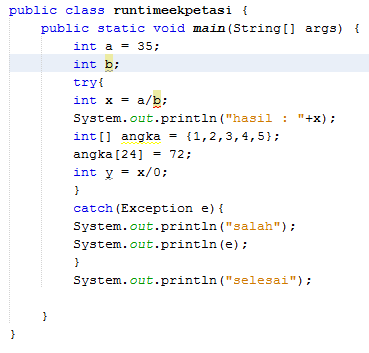 public class runtimeekpetasi {
public static void main(String[] args) {
int a = 35;
int b;
try{
int x = a/b;
System.out.println("hasil : "+x);
int[] angka = {1,2,3,4,5};
angka[24] = 72;
int y = x/0;
}
catch(Exception e){
System.out.println("salah");
System.out.println(e);
}
System.out.println("selesai");
}
}